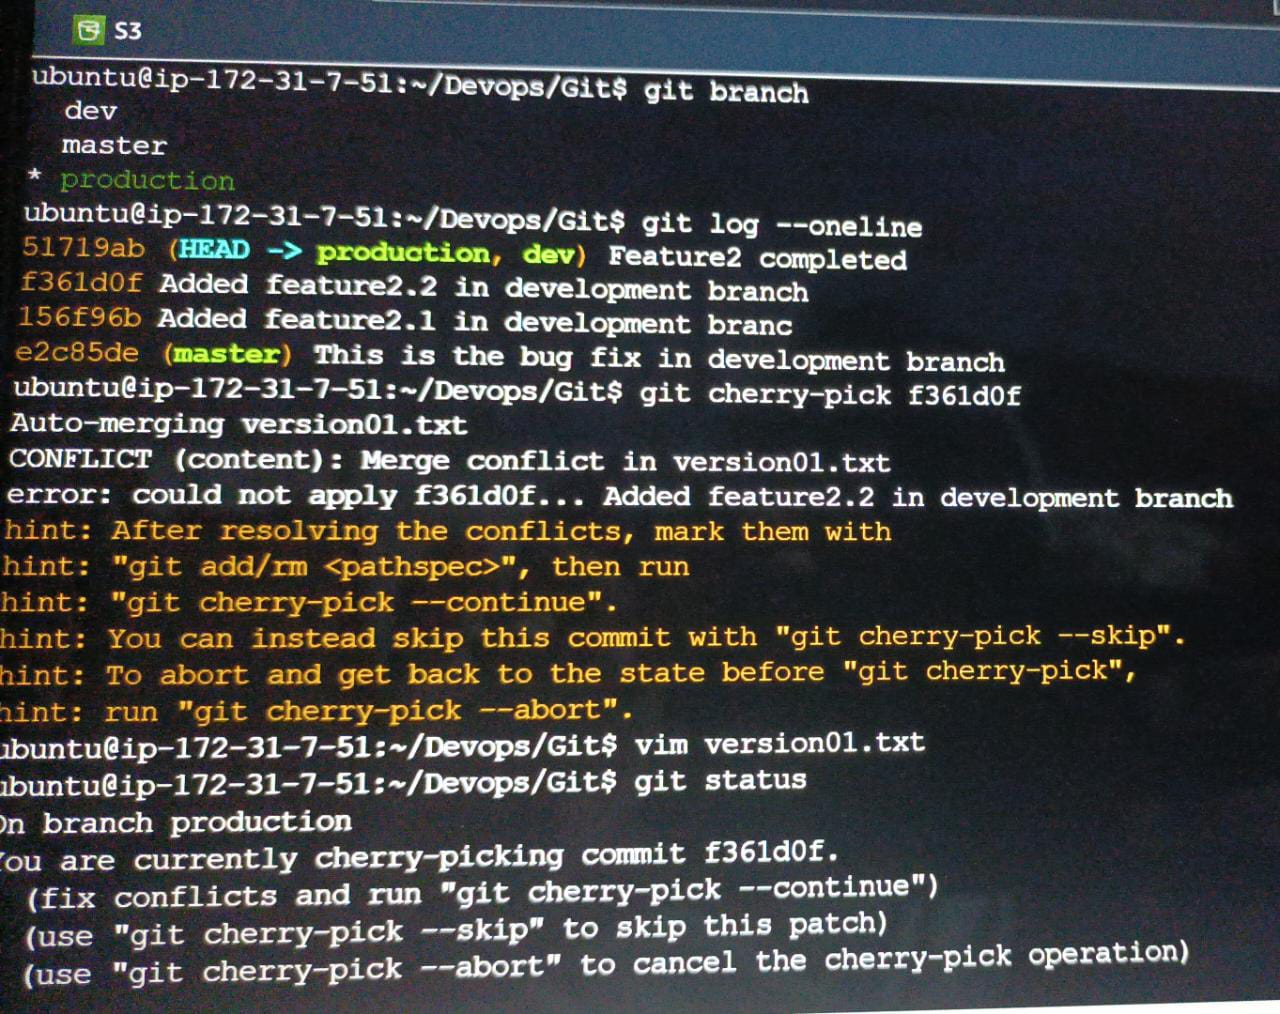 S3
ubuntu@ip-172-31-7-51:~/Devops/Git$ git branch
dev
master
* production
ubuntu@ip-172-31-7-51:~/Devops/Git$ git log --oneline
51719ab (HEAD -> production, dev) Feature2 completed
f361d0f Added feature2.2 in development branch
156f96b Added feature2.1 in development branc
e2c85de (master) This is the bug fix in development branch
ubuntu@ip-172-31-7-51:~/Devops/Git$ git cherry-pick f361d0f
Auto-merging version01.txt
CONFLICT (content): Merge conflict in version01.txt
error: could not apply f361d0f... Added feature2.2 in development branch
hint: After resolving the conflicts, mark them with
hint: "git add/rm <pathspec>", then run
hint: "git cherry-pick --continue".
hint: You can instead skip this commit with "git cherry-pick --skip".
hint: To abort and get back to the state before "git cherry-pick",
hint: run "git cherry-pick --abort".
ubuntu@ip-172-31-7-51:~/Devops/Git$ vim version01.txt
ubuntu@ip-172-31-7-51:~/Devops/Git$ git status
On branch production
You are currently cherry-picking commit f361d0f.
(fix conflicts and run "git cherry-pick --continue")
(use "git cherry-pick --skip" to skip this patch)
(use "git cherry-pick --abort" to cancel the cherry-pick operation)